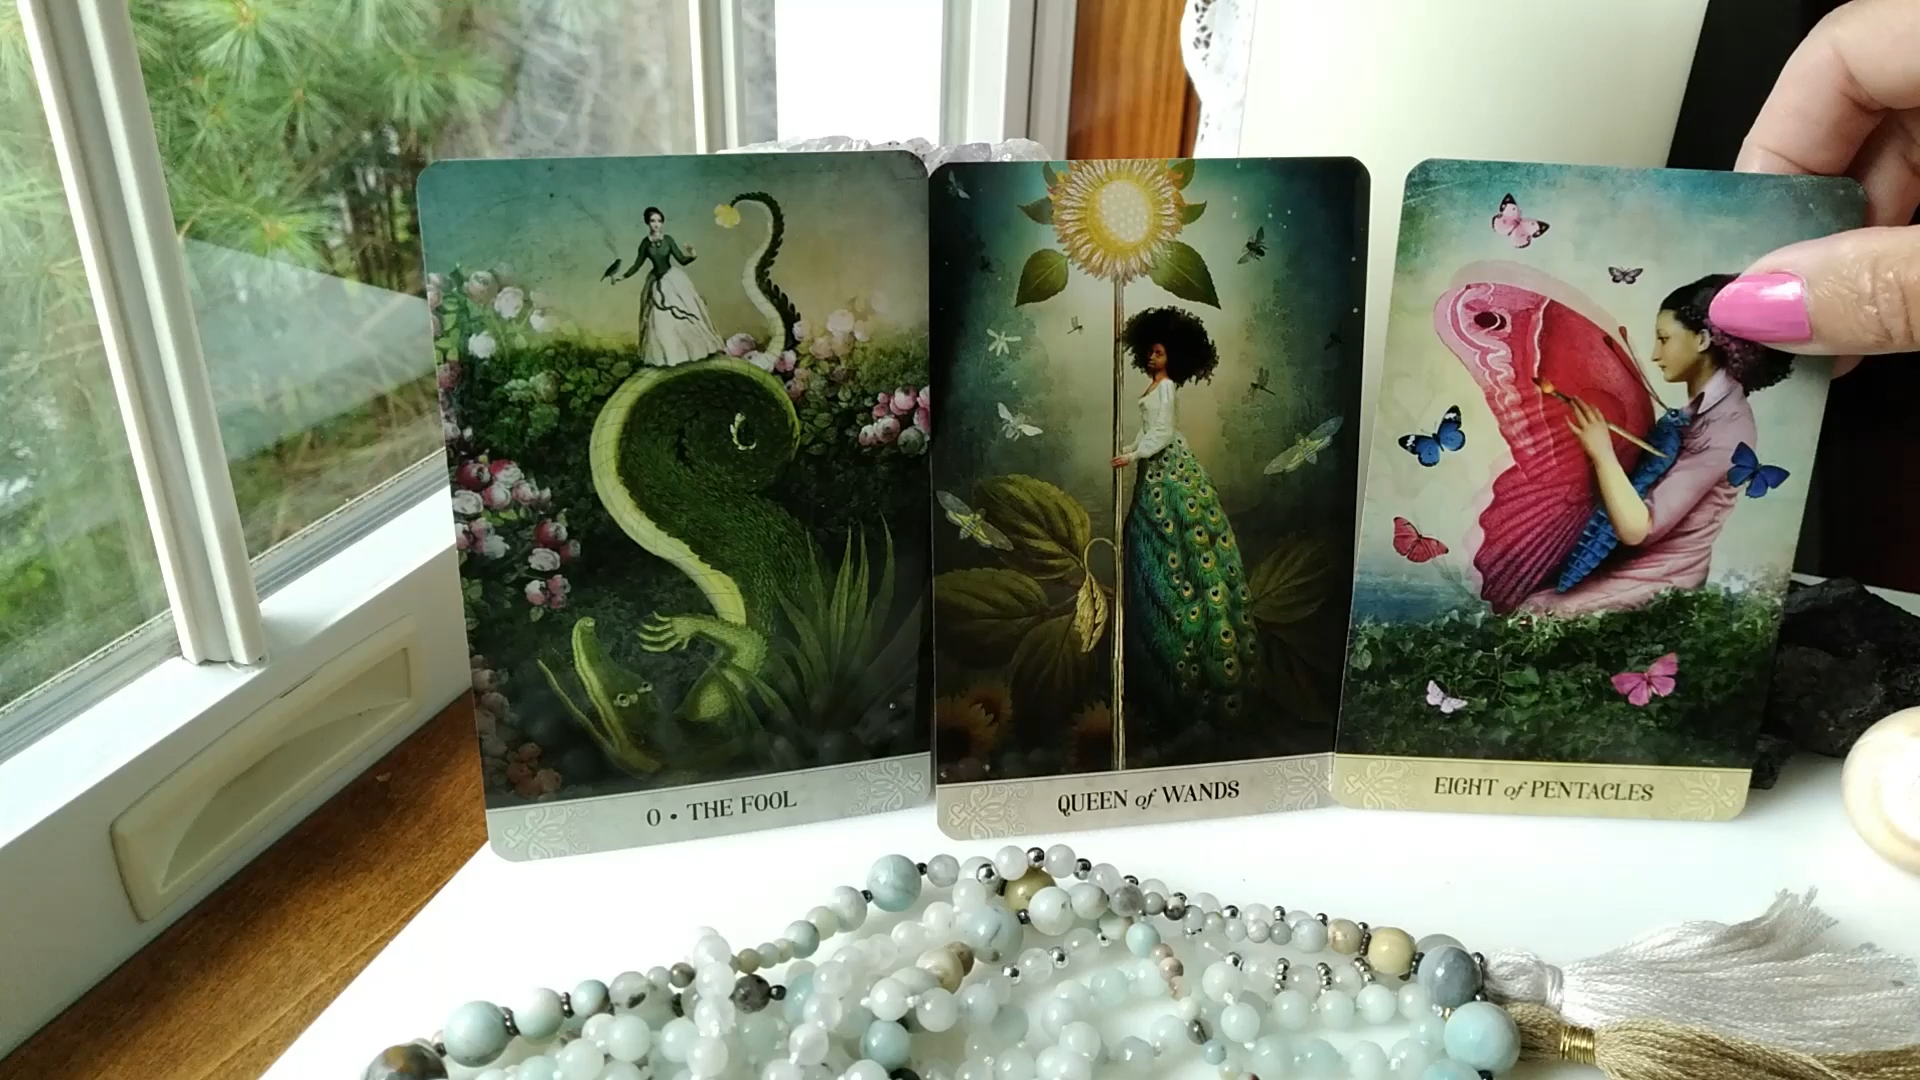 0 • THE FOOL
QUEEN of WANDS
EIGHT of PENTACLES